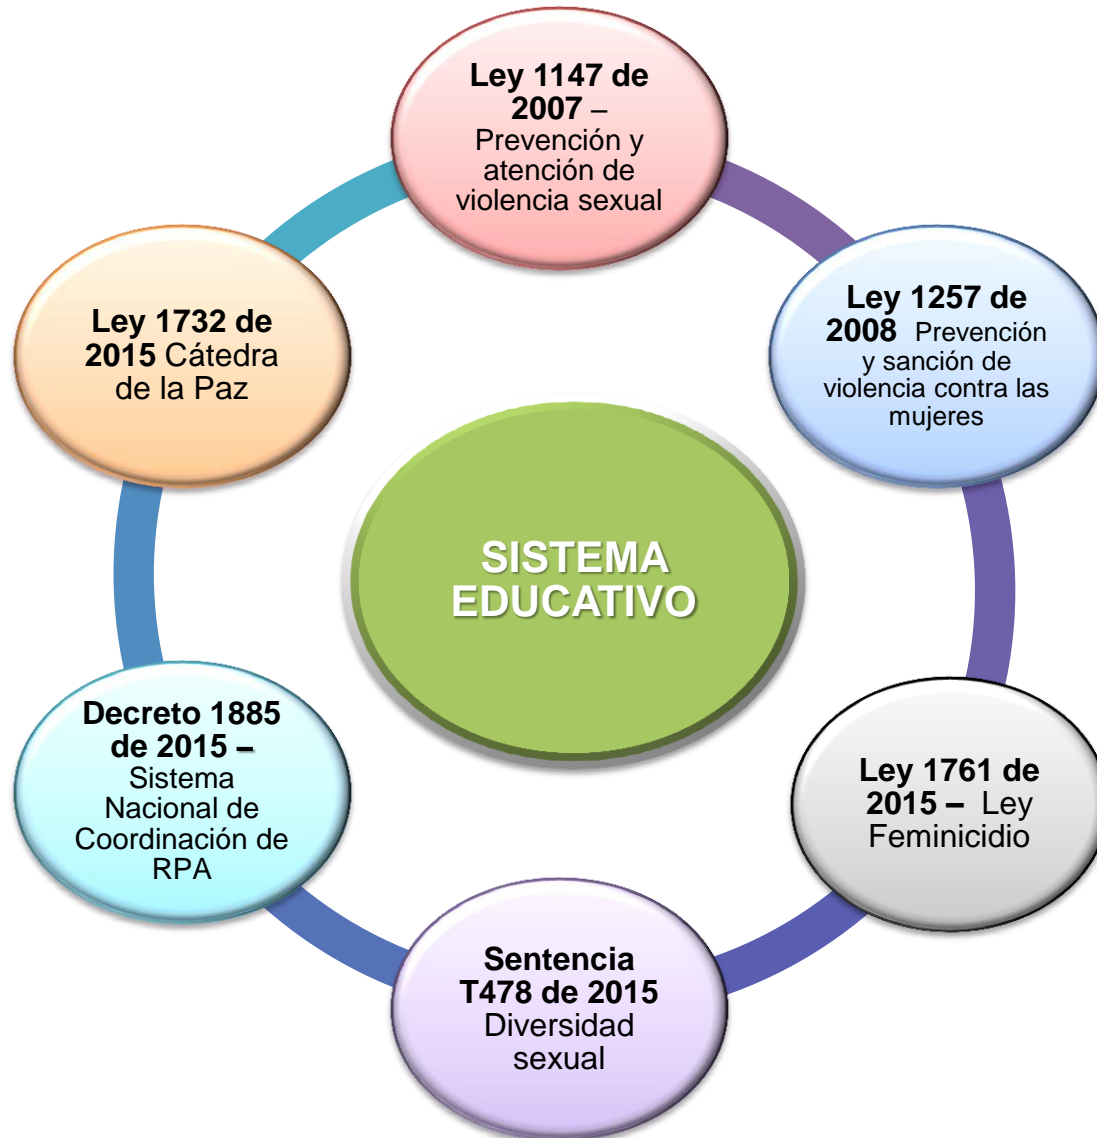 Ley 1147 de
2007 –
Prevención y
atención de
violencia sexual
Ley 1257 de
2008 Prevención
y sanción de
violencia contra las
mujeres
Ley 1761 de
2015 – Ley
Feminicidio
Sentencia
T478 de 2015
Diversidad
sexual
Decreto 1885
de 2015 –
Sistema
Nacional de
Coordinación de
RPA
Ley 1732 de
2015 Cátedra
de la Paz
SISTEMA
EDUCATIVO